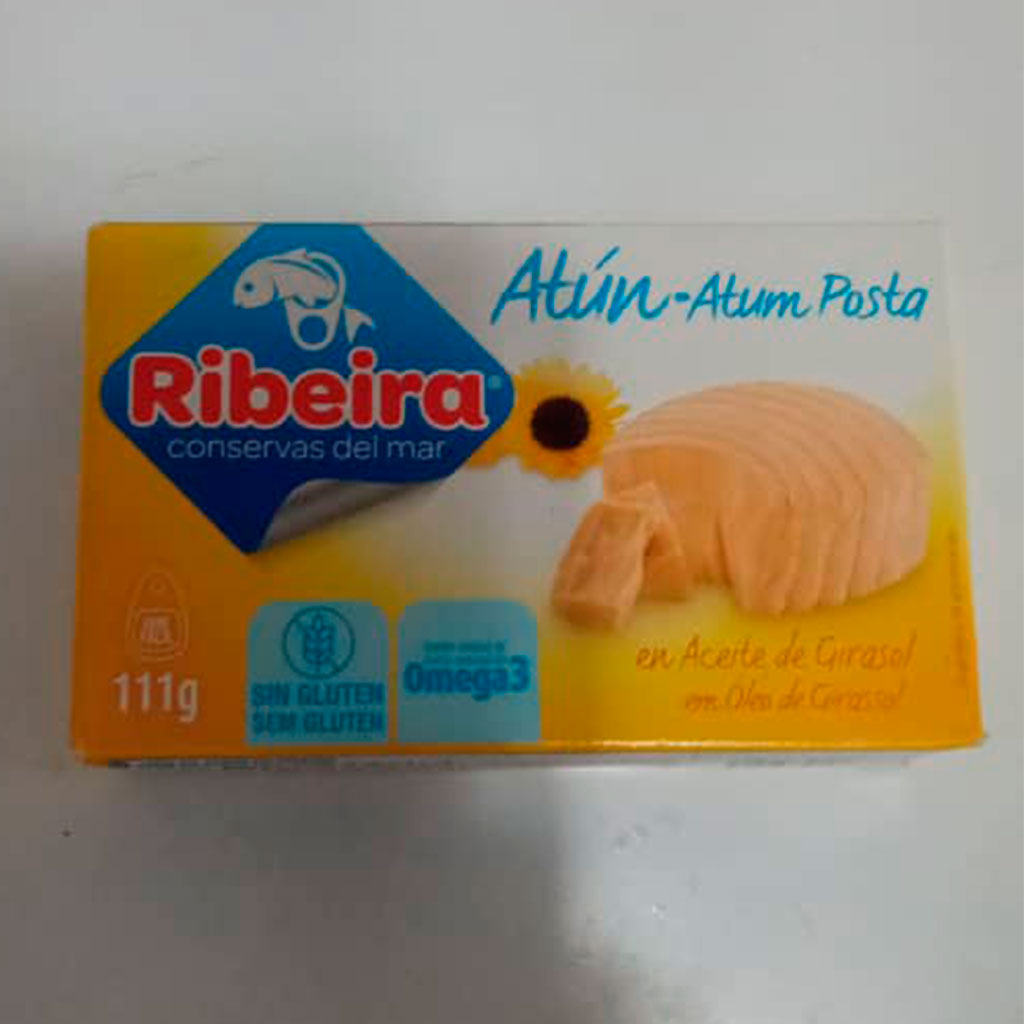 Atún-Atum Posta
Ribeira
conservas del mar
en Aceite de Girasol
em Óleo de Girassol
111g
SIN GLUTEN
SEM GLUTEN
Omega3